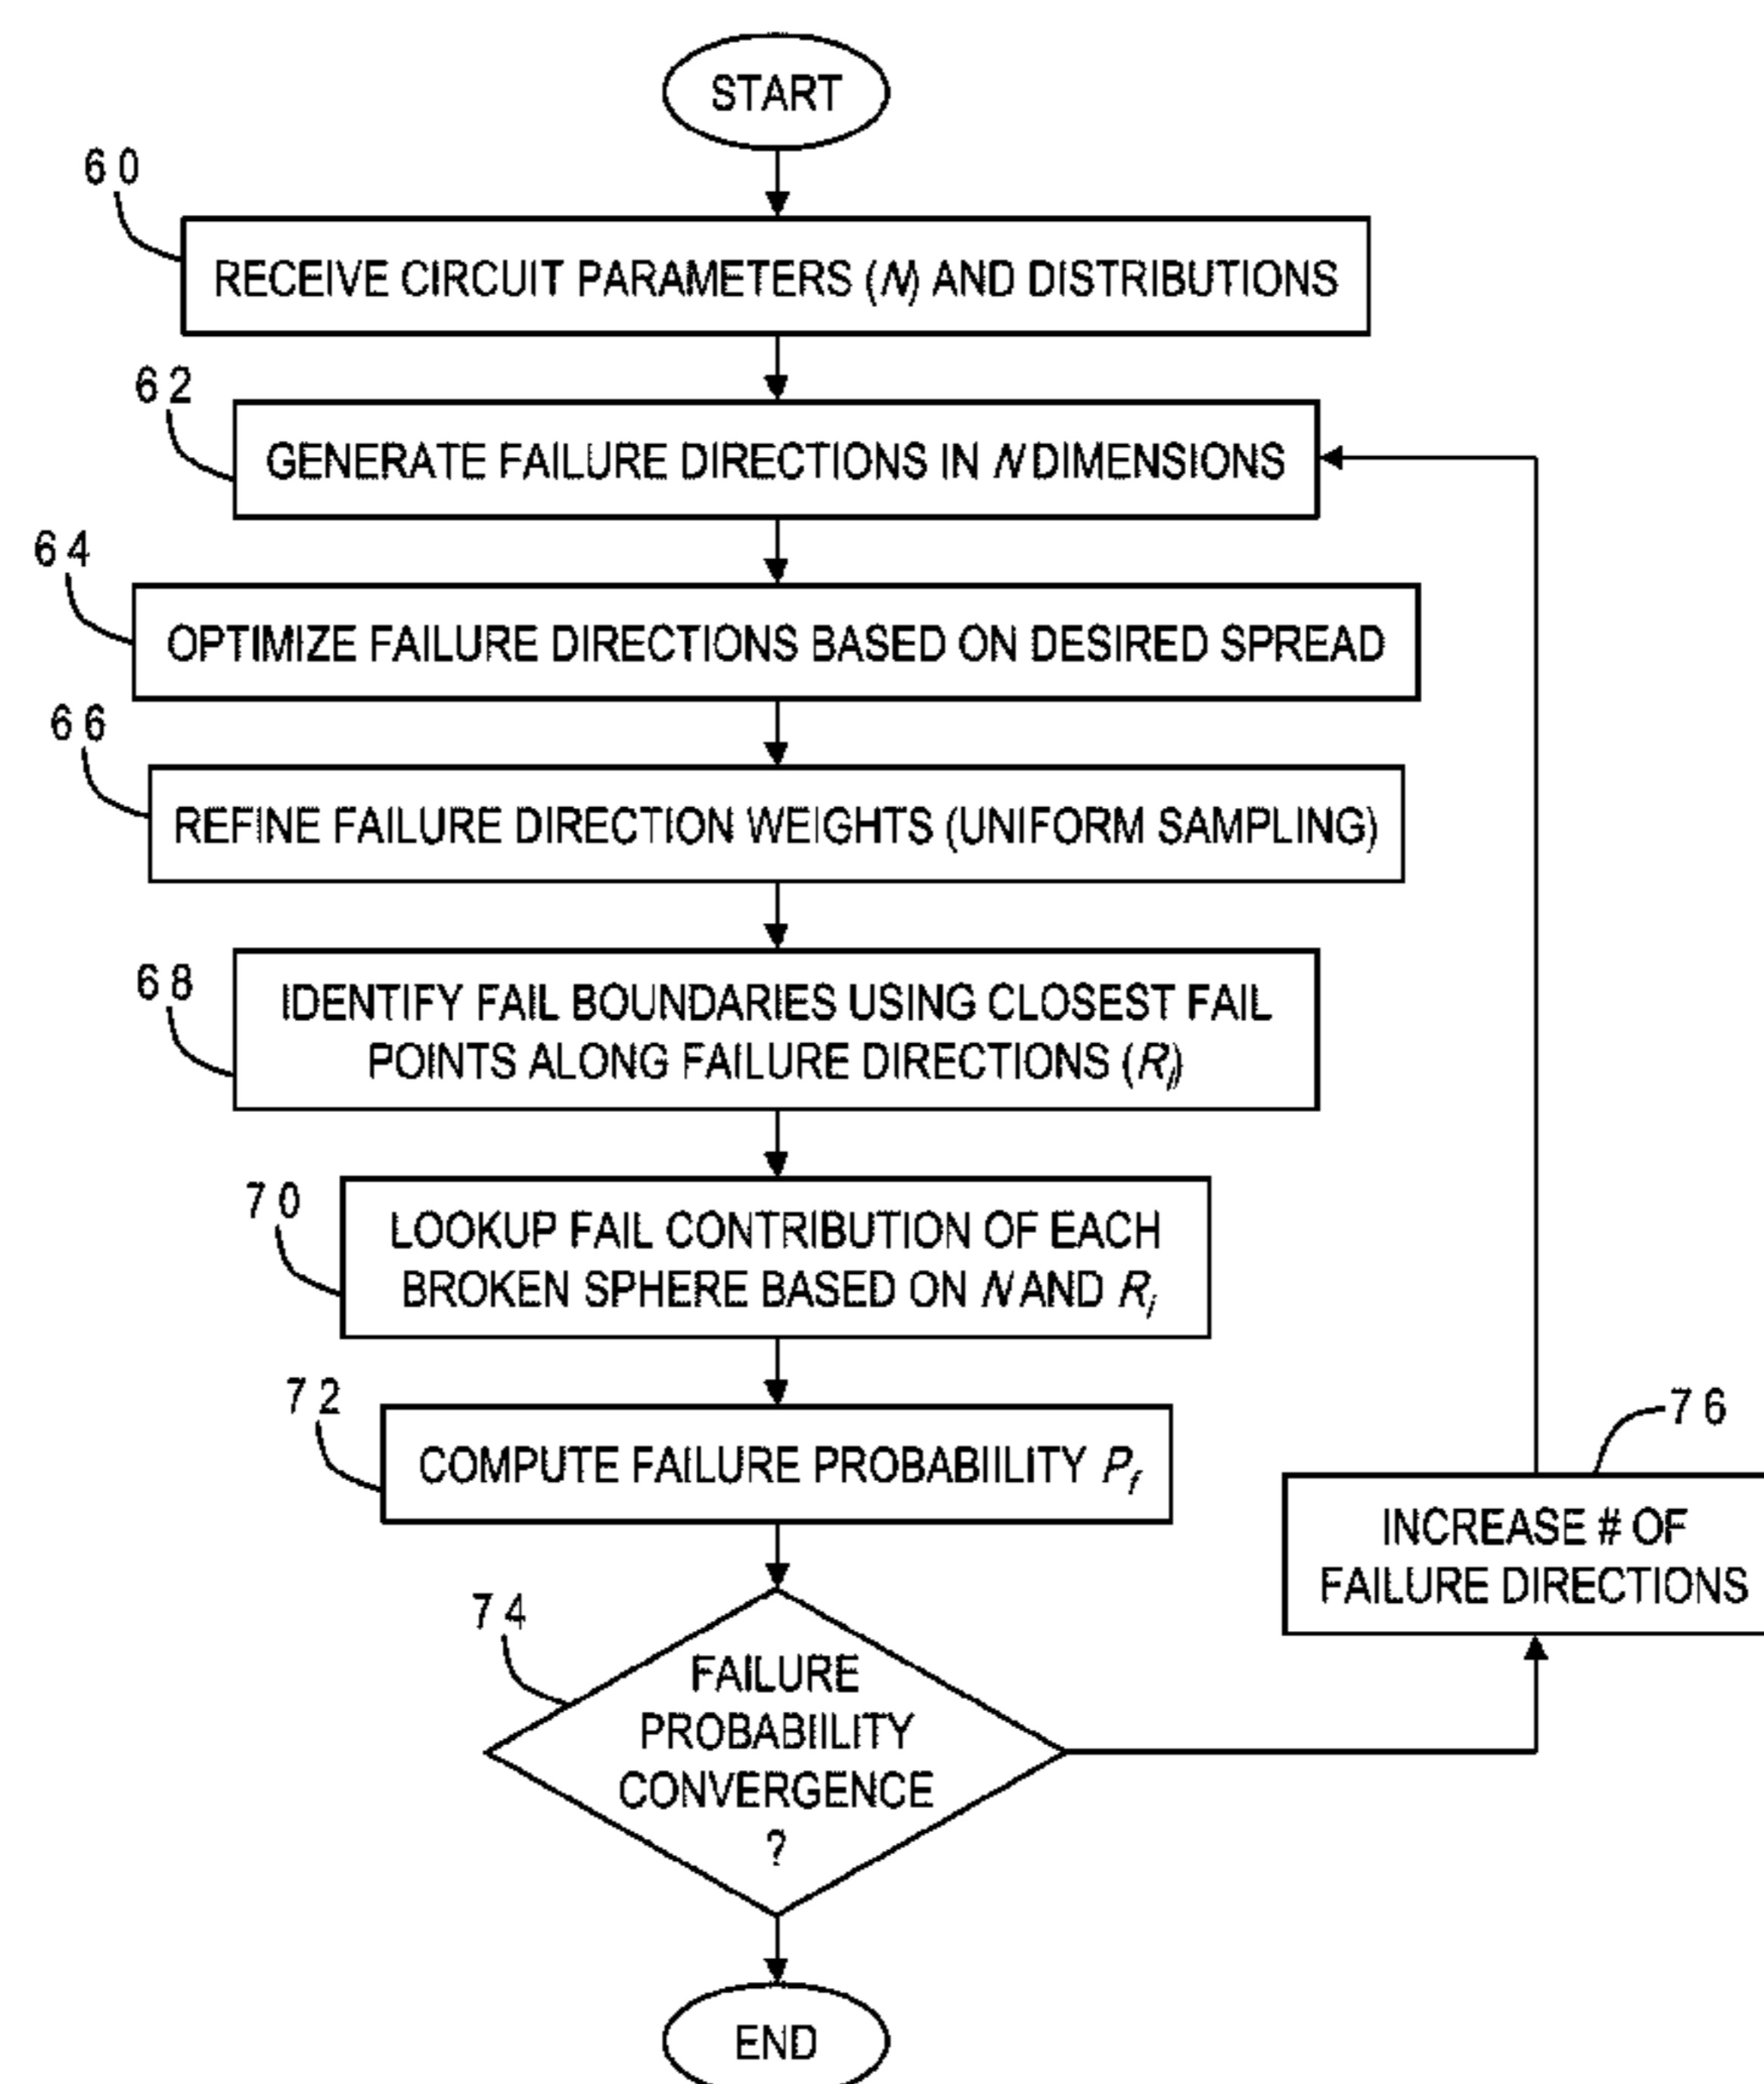 START
60
RECEIVE CIRCUIT PARAMETERS (N) AND DISTRIBUTIONS
62
GENERATE FAILURE DIRECTIONS IN N DIMENSIONS
64
OPTIMIZE FAILURE DIRECTIONS BASED ON DESIRED SPREAD
66
REFINE FAILURE DIRECTION WEIGHTS (UNIFORM SAMPLING)
68
IDENTIFY FAIL BOUNDARIES USING CLOSEST FAIL
POINTS ALONG FAILURE DIRECTIONS (Ri)
70
LOOKUP FAIL CONTRIBUTION OF EACH
BROKEN SPHERE BASED ON N AND Ri
72
COMPUTE FAILURE PROBABIILITY Pf
74
FAILURE
PROBABIILITY
CONVERGENCE
?
76
INCREASE # OF
FAILURE DIRECTIONS
END